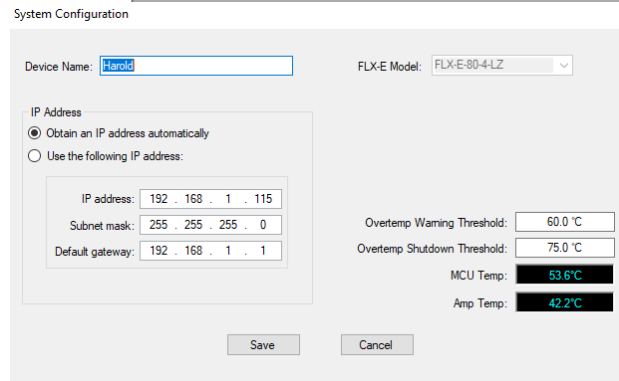 System Configuration
Device Name: Harold
FLX-E Model: FLX-E-80-4-LZ
IP Address
Obtain an IP address automatically
Use the following IP address:
IP address: 192 . 168 . 1 . 115
Subnet mask: 255 . 255 . 255 . 0
Default gateway: 192 . 168 . 1 . 1
Overtemp Warning Threshold: 60.0 °C
Overtemp Shutdown Threshold: 75.0 °C
MCU Temp: 53.6°C
Amp Temp: 42.2°C
Save
Cancel